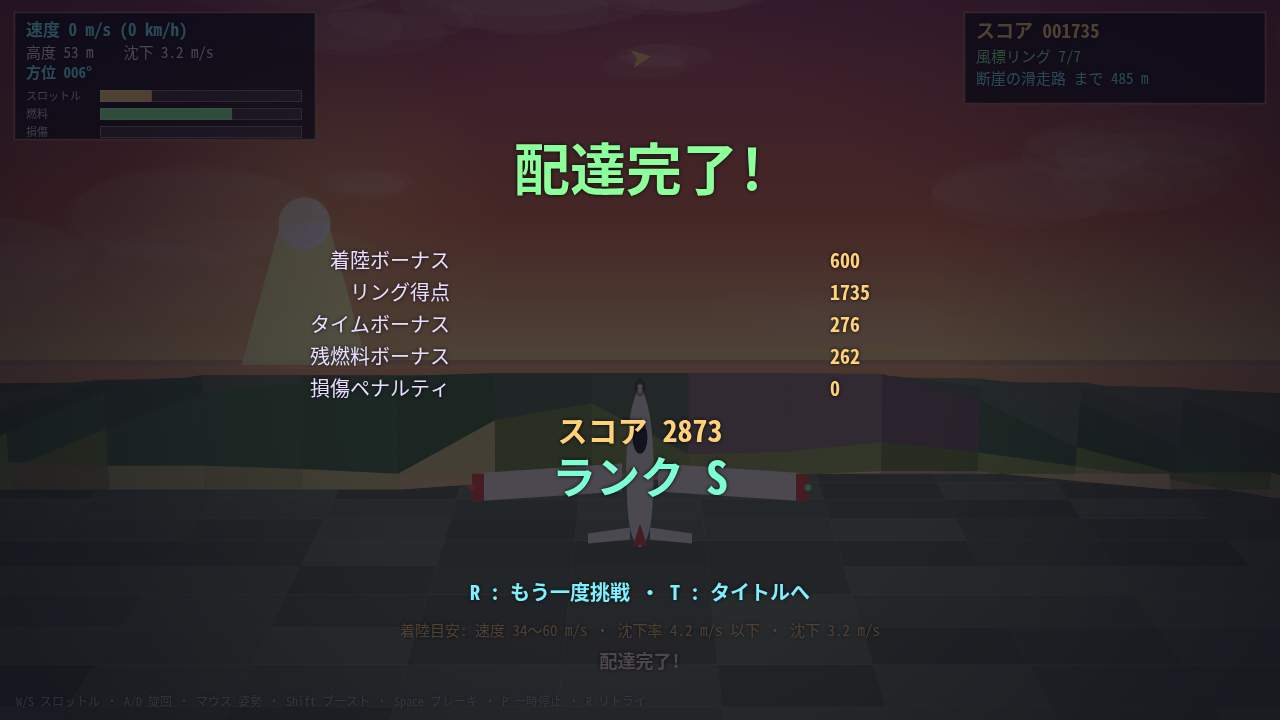 速度 0 m/s (0 km/h)
高度 53 m 沈下 3.2 m/s
方位 006°
スロットル
燃料
損傷
スコア 001735
風標リング 7/7
断崖の滑走路 まで 485 m
配達完了!
着陸ボーナス 600
リング得点 1735
タイムボーナス 276
残燃料ボーナス 262
損傷ペナルティ 0
スコア 2873
ランク S
R : もう一度挑戦 ・ T : タイトルへ
着陸目安: 速度 34〜60 m/s ・ 沈下率 4.2 m/s 以下 ・ 沈下 3.2 m/s
配達完了!
W/S スロットル ・ A/D 旋回 ・ マウス 姿勢 ・ Shift ブースト ・ Space ブレーキ ・ P 一時停止 ・ R リトライ